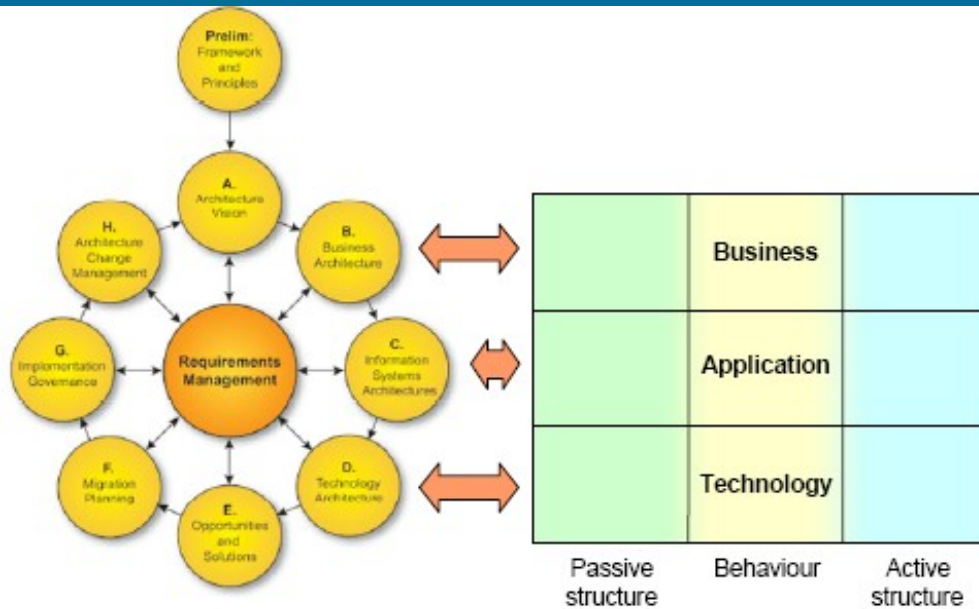 Prelim:
Framework
and
Principles
A.
Architecture
Vision
H.
Architecture
Change
Management
B.
Business
Architecture
G.
Implementation
Governance
Requirements
Management
C.
Information
Systems
Architectures
F.
Migration
Planning
D.
Technology
Architecture
E.
Opportunities
and
Solutions
Business
Application
Technology
Passive
structure
Behaviour
Active
structure